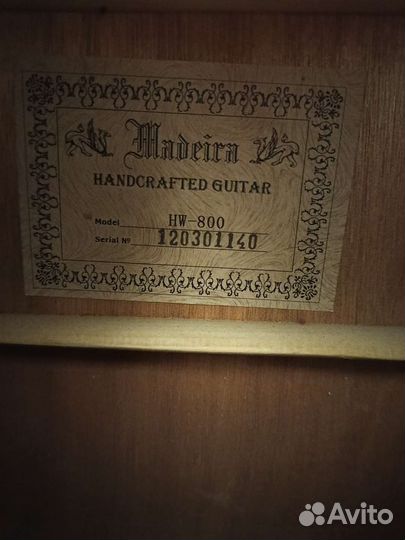 Madeira
HANDCRAFTED GUITAR
Model HW-800
Serial № 120301140
Avito